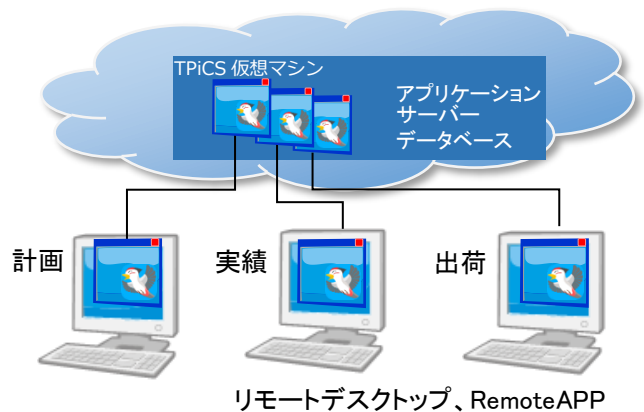 TPiCS 仮想マシン
アプリケーション
サーバー
データベース
計画
実績
出荷
リモートデスクトップ、RemoteAPP